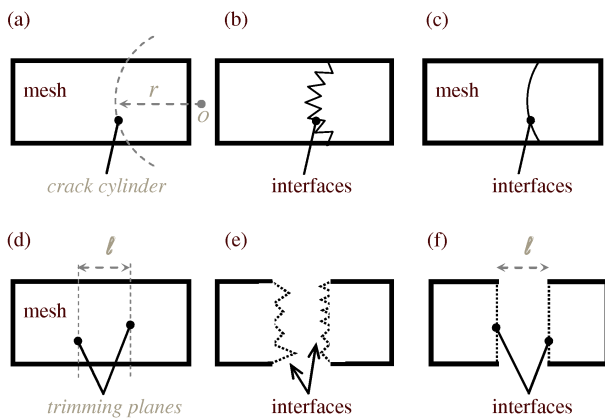 (a) (b) (c)
mesh r mesh
o
crack cylinder interfaces interfaces
(d) (e) (f)
ℓ ℓ
mesh
trimming planes interfaces interfaces